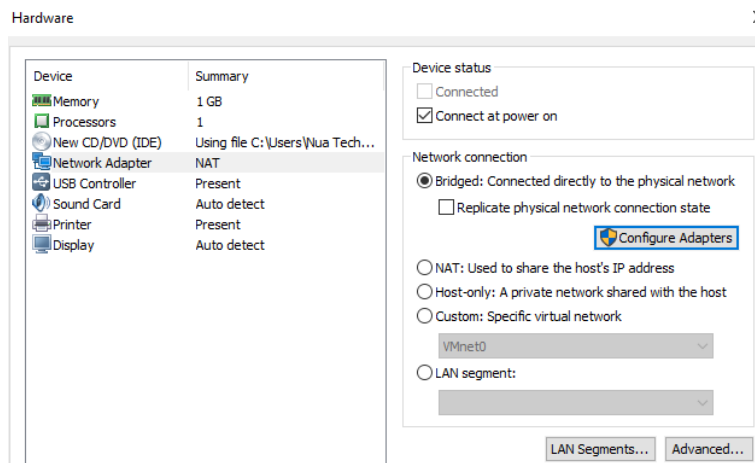 Hardware
Device Summary
Memory 1 GB
Processors 1
New CD/DVD (IDE) Using file C:\Users\Nua Tech...
Network Adapter NAT
USB Controller Present
Sound Card Auto detect
Printer Present
Display Auto detect
Device status
Connected
Connect at power on
Network connection
Bridged: Connected directly to the physical network
Replicate physical network connection state
Configure Adapters
NAT: Used to share the host's IP address
Host-only: A private network shared with the host
Custom: Specific virtual network
VMnet0
LAN segment:
LAN Segments... Advanced...